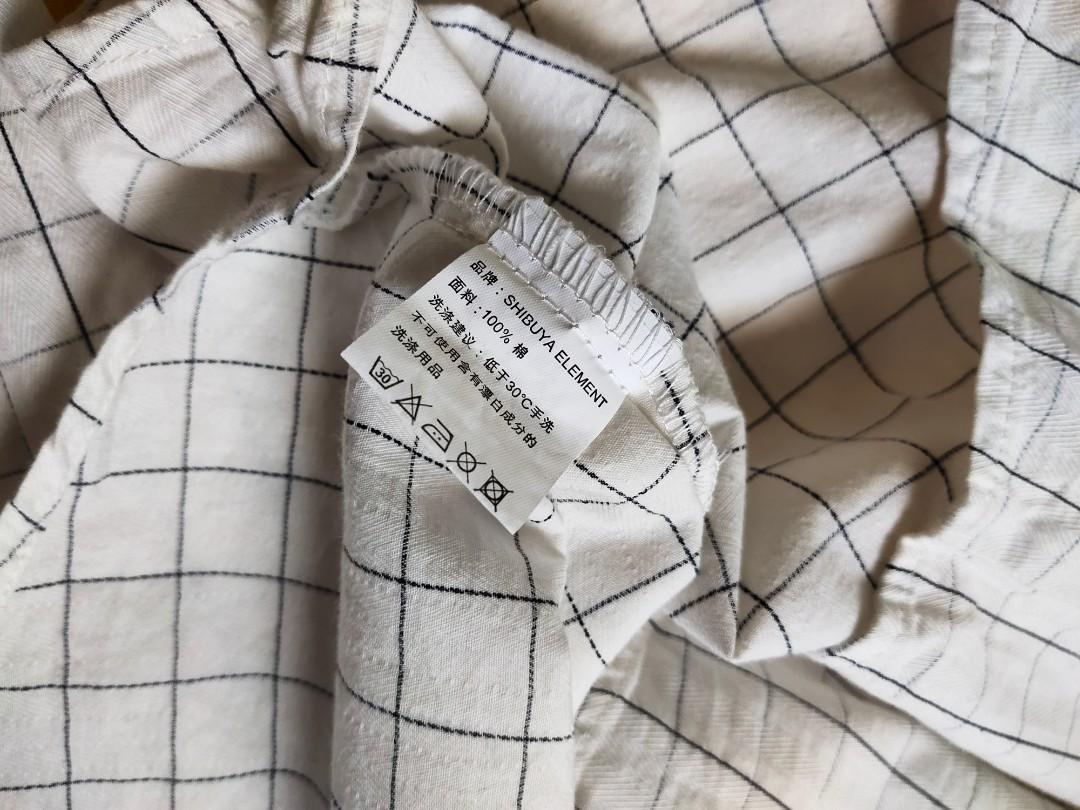 品牌：SHIBUYA ELEMENT
面料：100% 棉
洗涤建议：低于30℃手洗
不可使用含有漂白成分的
洗涤用品
30